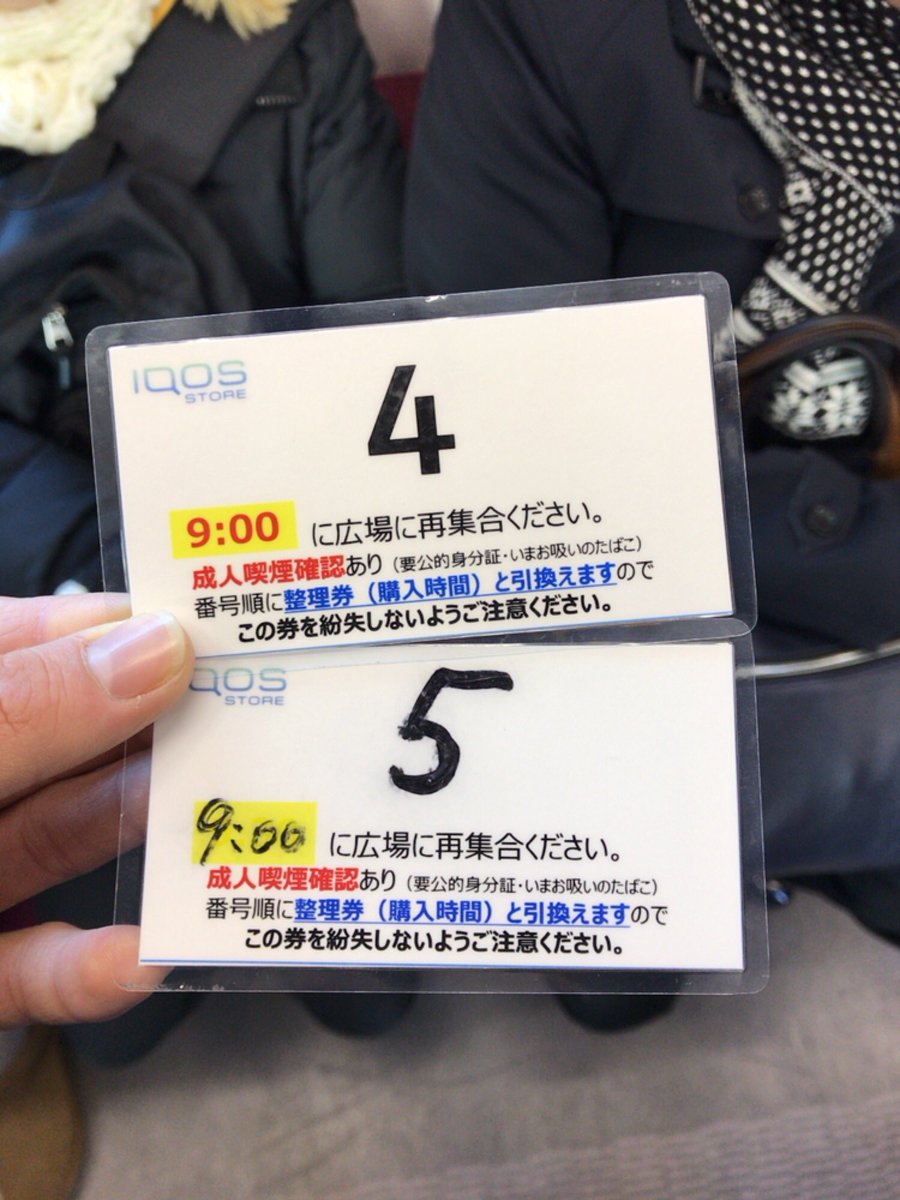 IQOS
STORE
4
9:00 に広場に再集合ください。
成人喫煙確認あり（要公的身分証・いまお吸いのたばこ）
番号順に整理券（購入時間）と引換えますので
この券を紛失しないようご注意ください。
QOS
STORE
5
9:00 に広場に再集合ください。
成人喫煙確認あり（要公的身分証・いまお吸いのたばこ）
番号順に整理券（購入時間）と引換えますので
この券を紛失しないようご注意ください。